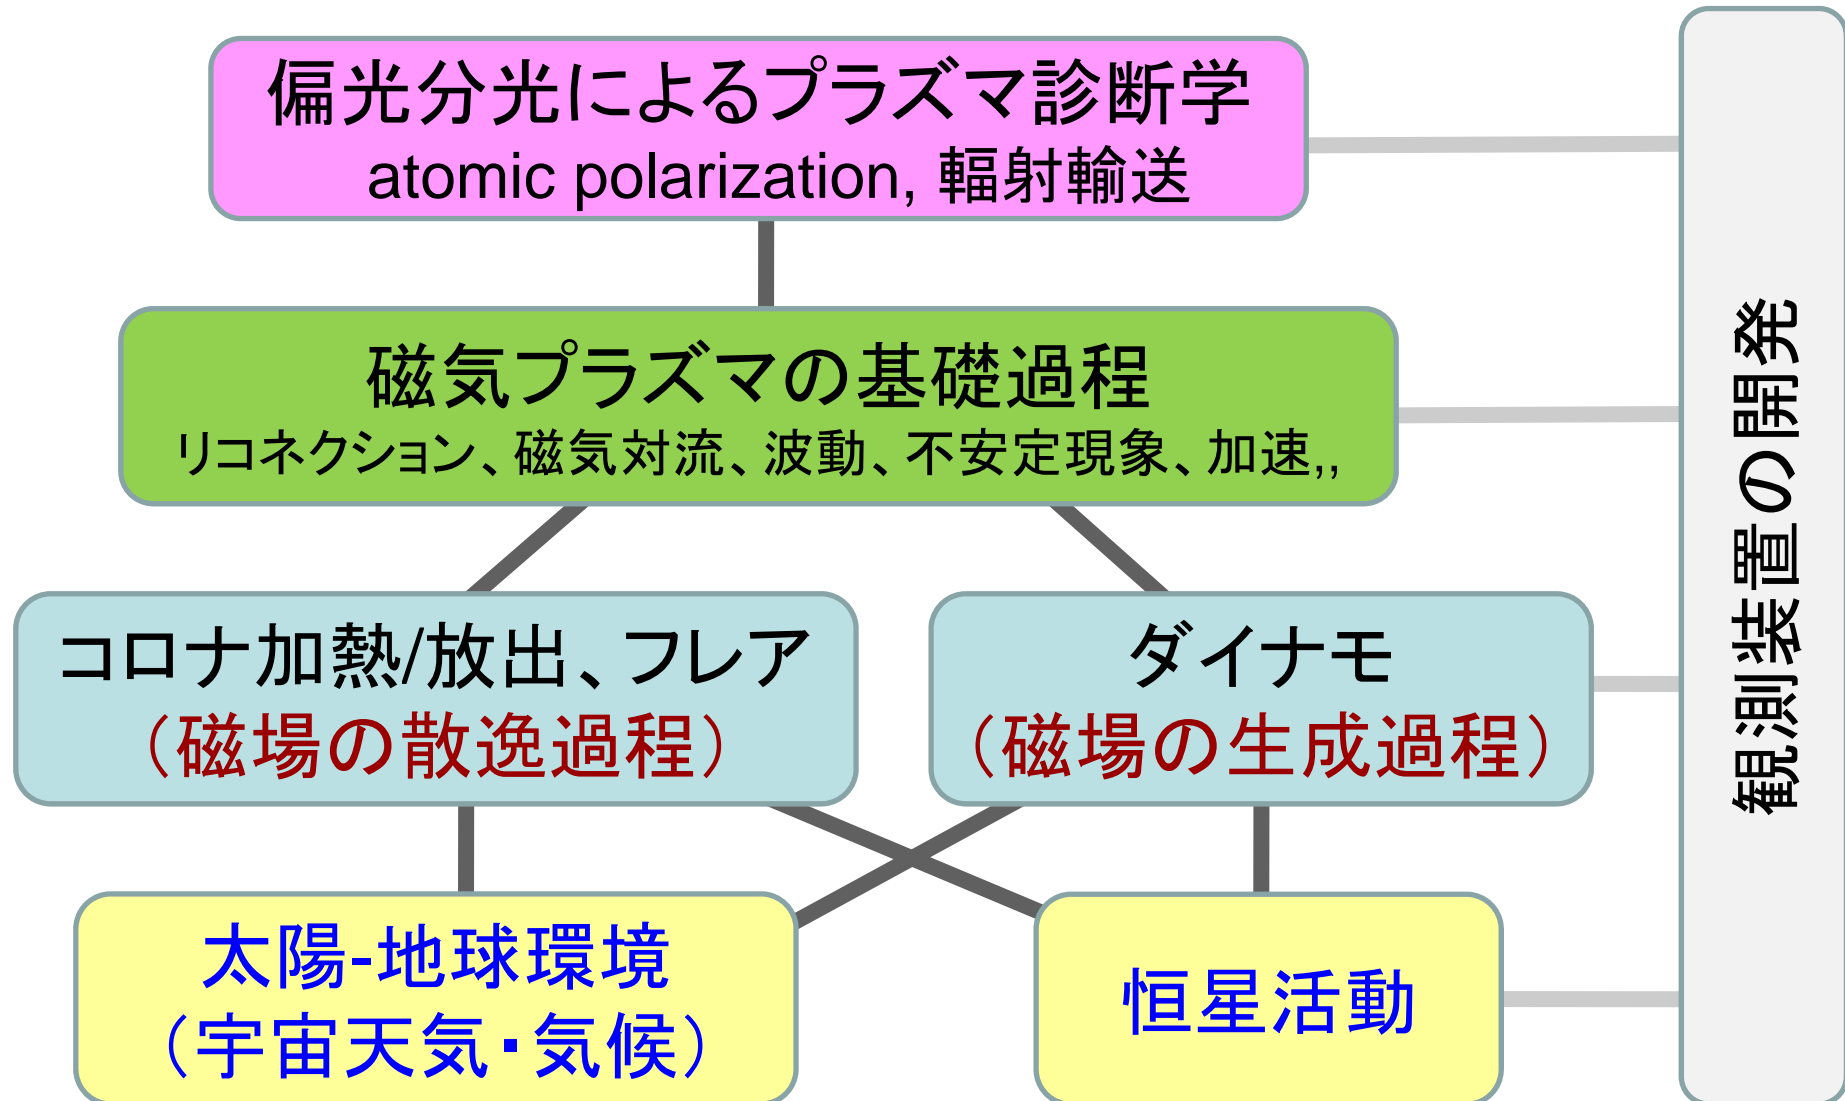 偏光分光によるプラズマ診断学
atomic polarization, 輻射輸送
磁気プラズマの基礎過程
リコネクション、磁気対流、波動、不安定現象、加速,,
コロナ加熱/放出、フレア
（磁場の散逸過程）
ダイナモ
（磁場の生成過程）
太陽-地球環境
（宇宙天気・気候）
恒星活動
観測装置の開発